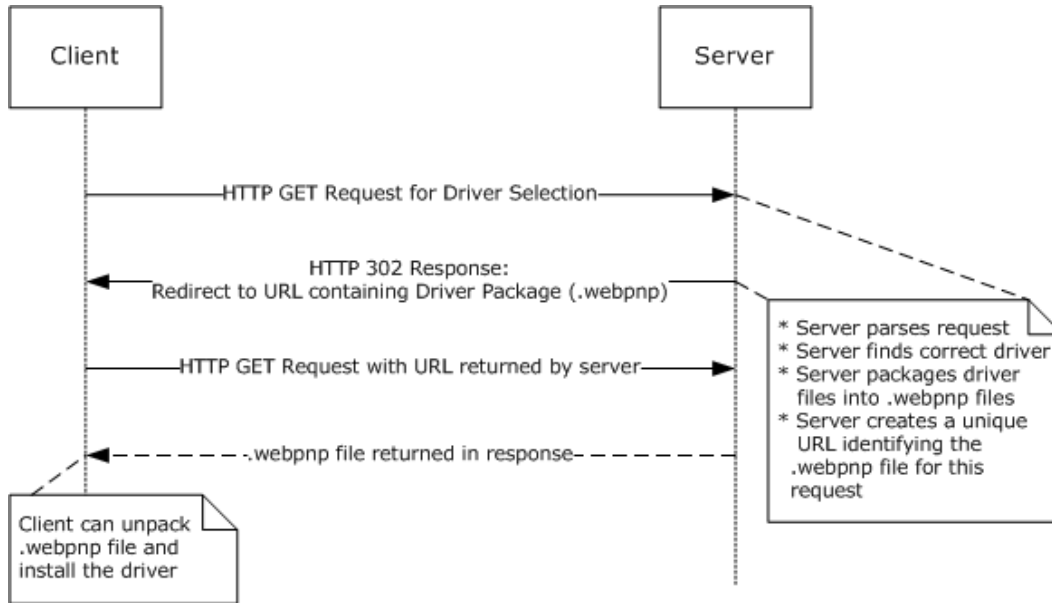 Client
Server
HTTP GET Request for Driver Selection
HTTP 302 Response:
Redirect to URL containing Driver Package (.webpnp)
* Server parses request
* Server finds correct driver
* Server packages driver
files into .webpnp files
* Server creates a unique
URL identifying the
.webpnp file for this
request
HTTP GET Request with URL returned by server
.webpnp file returned in response
Client can unpack
.webpnp file and
install the driver